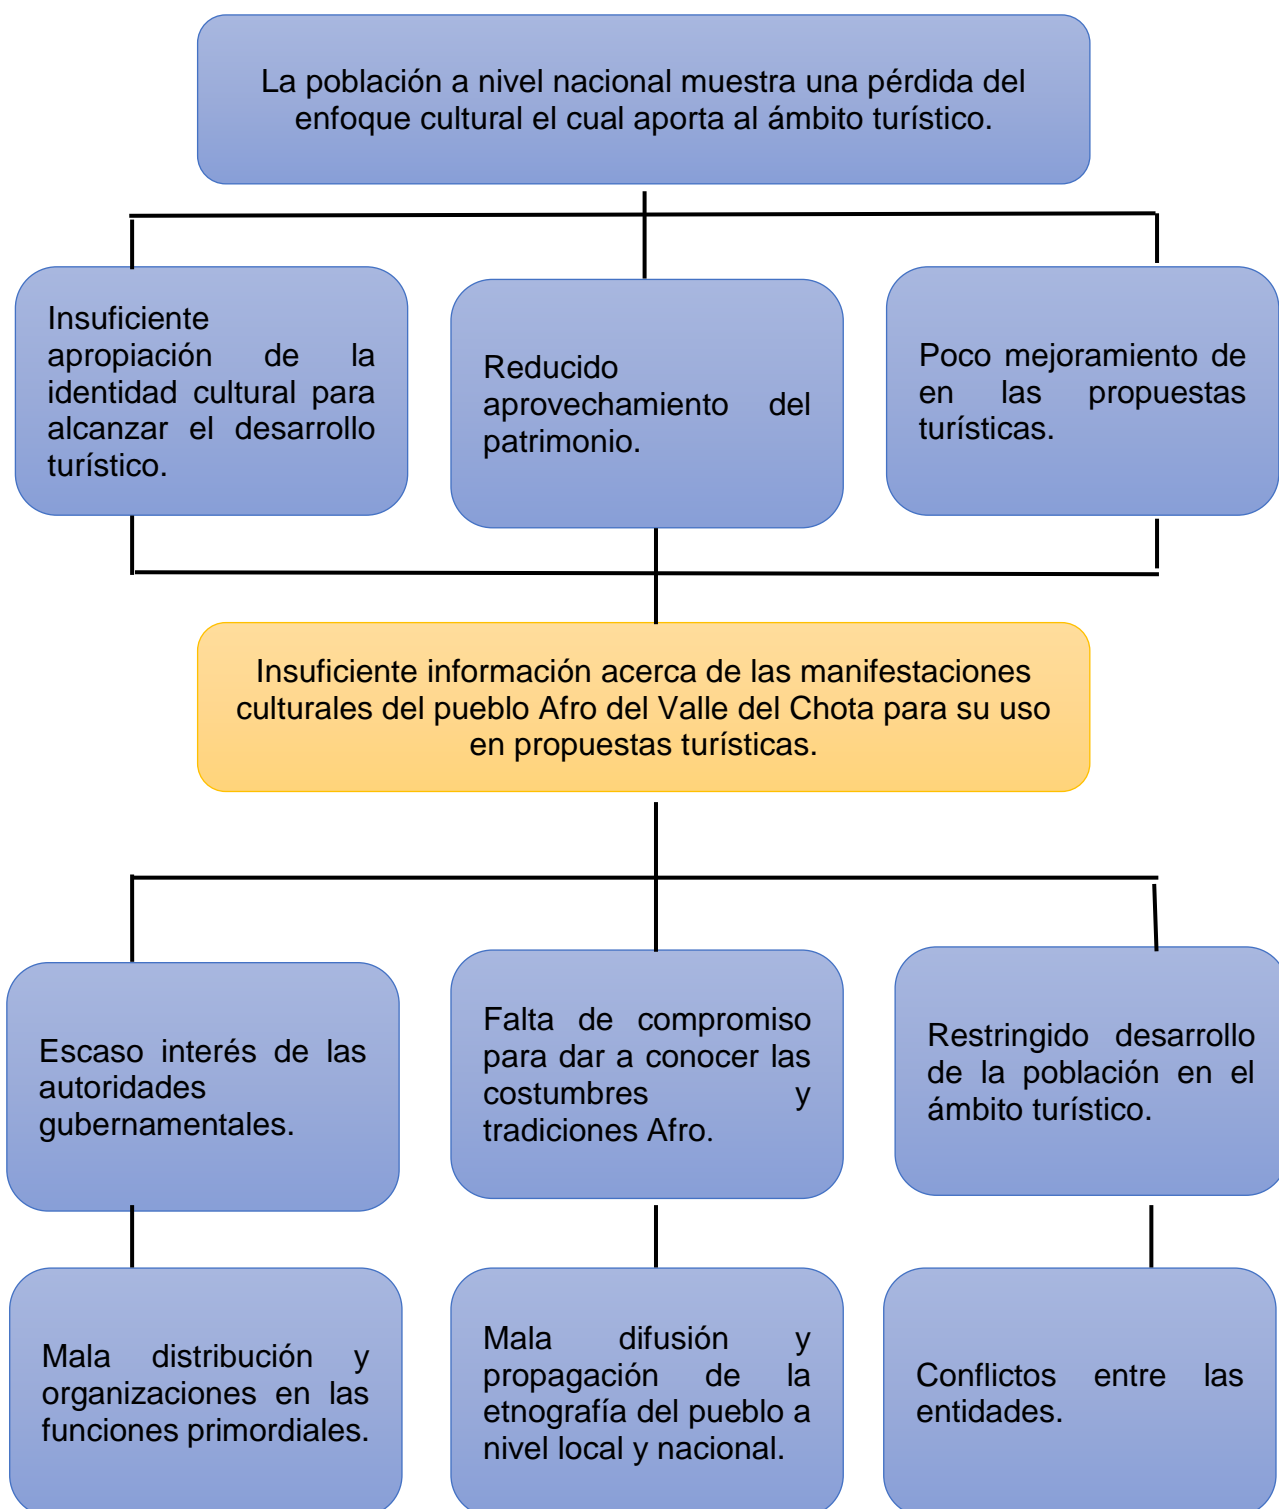 La población a nivel nacional muestra una pérdida del
enfoque cultural el cual aporta al ámbito turístico.
Insuficiente
apropiación de la
identidad cultural para
alcanzar el desarrollo
turístico.
Reducido
aprovechamiento del
patrimonio.
Poco mejoramiento de
en las propuestas
turísticas.
Insuficiente información acerca de las manifestaciones
culturales del pueblo Afro del Valle del Chota para su uso
en propuestas turísticas.
Escaso interés de las
autoridades
gubernamentales.
Falta de compromiso
para dar a conocer las
costumbres y
tradiciones Afro.
Restringido desarrollo
de la población en el
ámbito turístico.
Mala distribución y
organizaciones en las
funciones primordiales.
Mala difusión y
propagación de la
etnografía del pueblo a
nivel local y nacional.
Conflictos entre las
entidades.